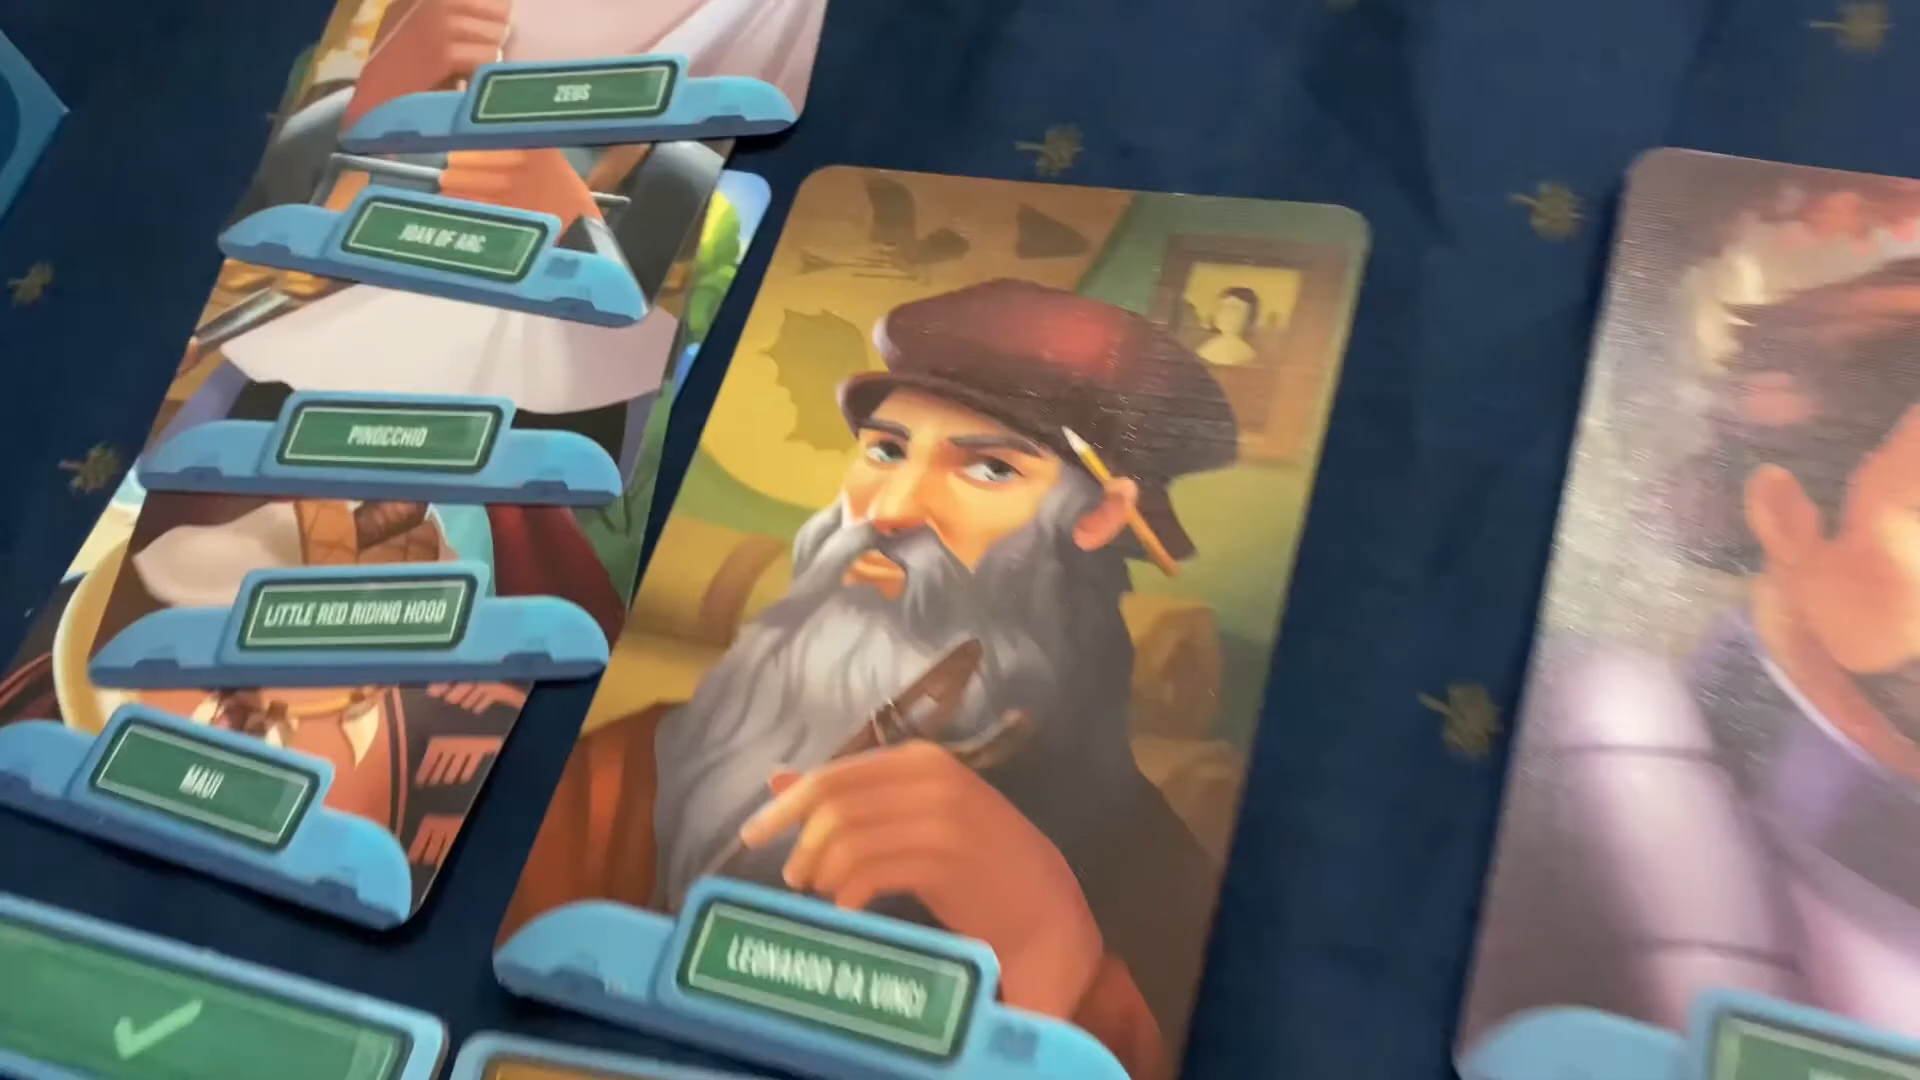 ZEUS
JOAN OF ARC
PINOCCHIO
LITTLE RED RIDING HOOD
MAUI
LEONARDO DA VINCI